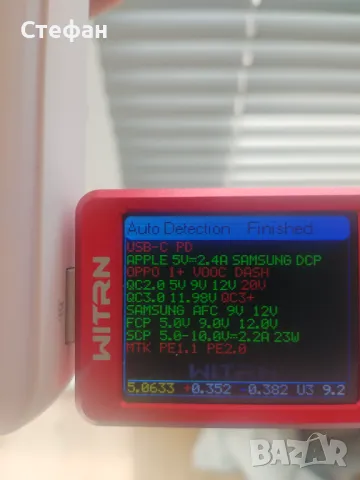 Стефан
Auto Detection Finished
USB-C PD
APPLE 5V=2.4A SAMSUNG DCP
OPPO 1+ VOOC DASH
QC2.0 5V 9V 12V 20V
QC3.0 11.98V QC3+
SAMSUNG AFC 9V 12V
FCP 5.0V 9.0V 12.0V
SCP 5.0-10.0V=2.2A 23W
MTK PE1.1 PE2.0
WITRN
5.0633 +0.352 -0.382 U3 9.2
WITRN
BAZAR
bg